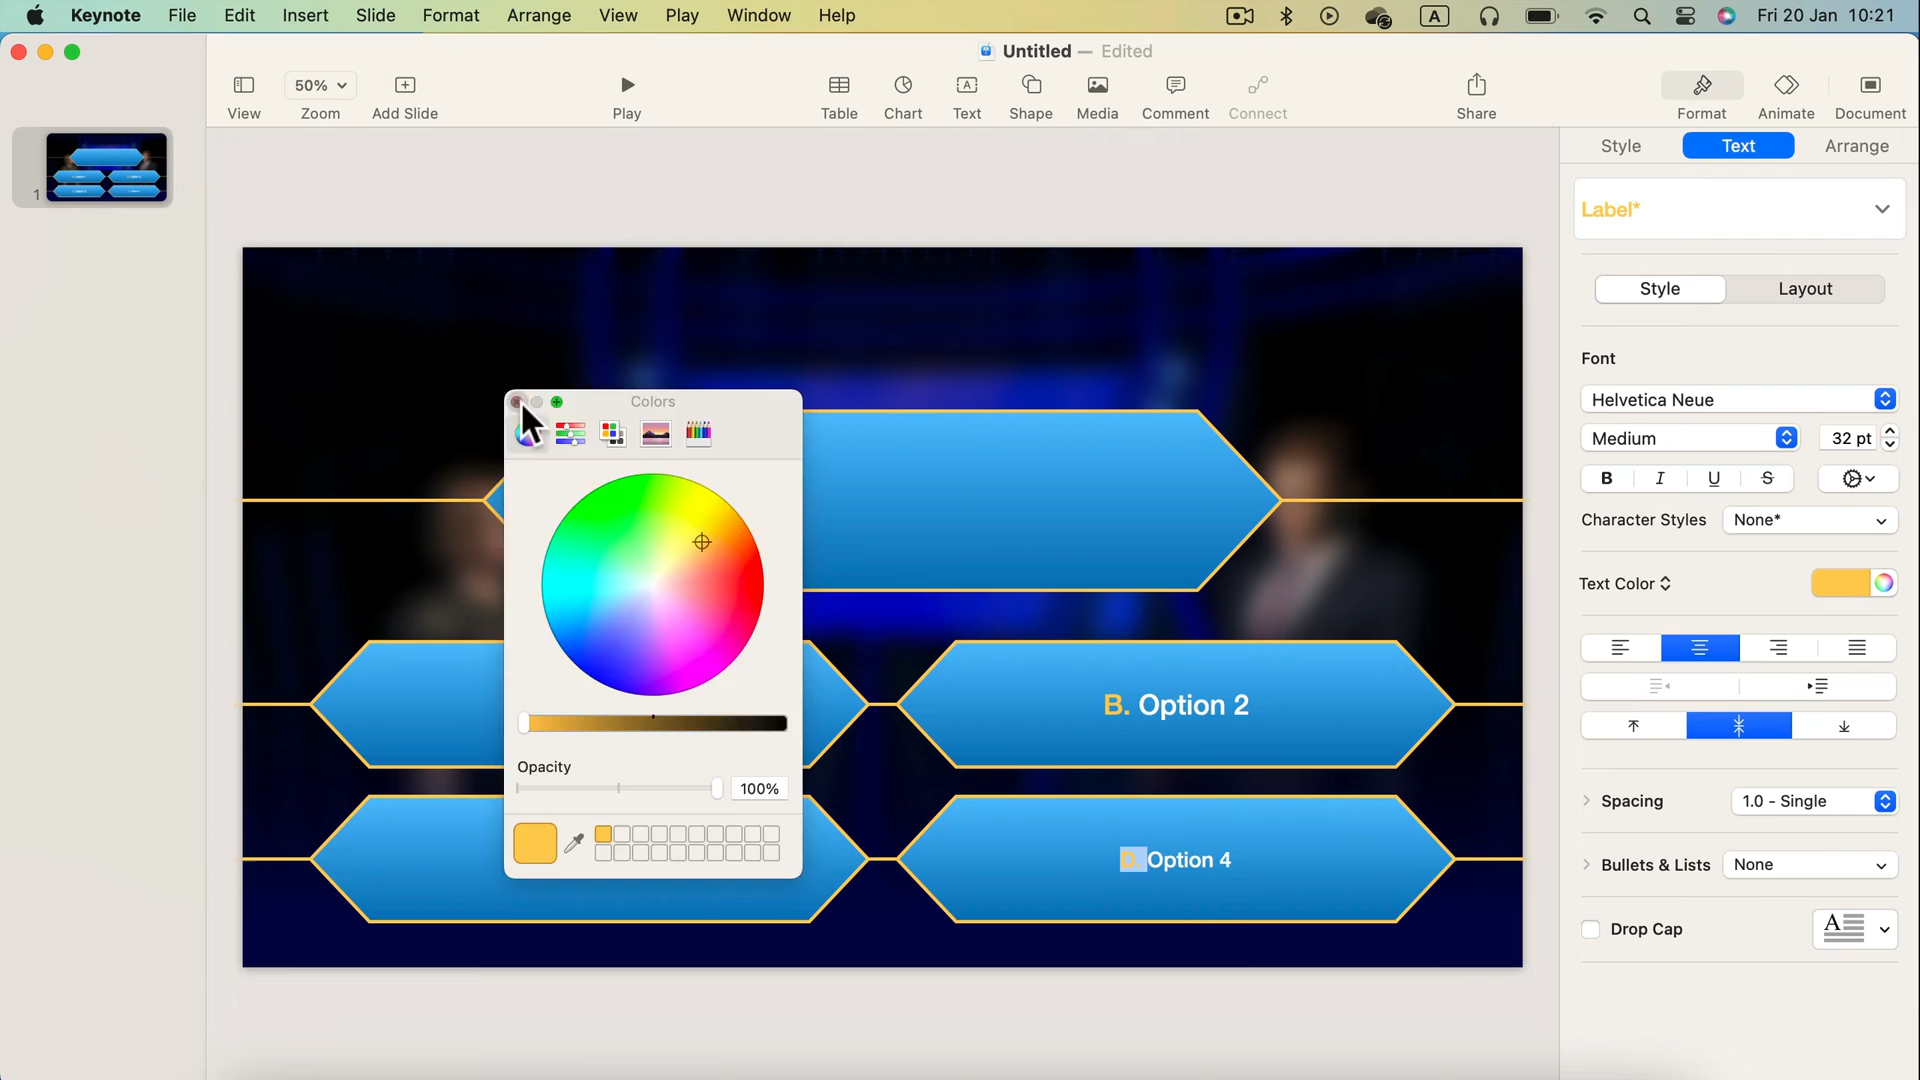 Keynote File Edit Insert Slide Format Arrange View Play Window Help A Fri 20 Jan 10:21
Untitled — Edited
50%
View Zoom Add Slide Play Table Chart Text Shape Media Comment Connect Share Format Animate Document
Style Text Arrange
1
Label*
Style Layout
Font
Colors
Helvetica Neue
Medium 32 pt
B I U S
Character Styles None*
Text Color
B. Option 2
Opacity
100%
Spacing 1.0 - Single
D. Option 4
Bullets & Lists None
Drop Cap A